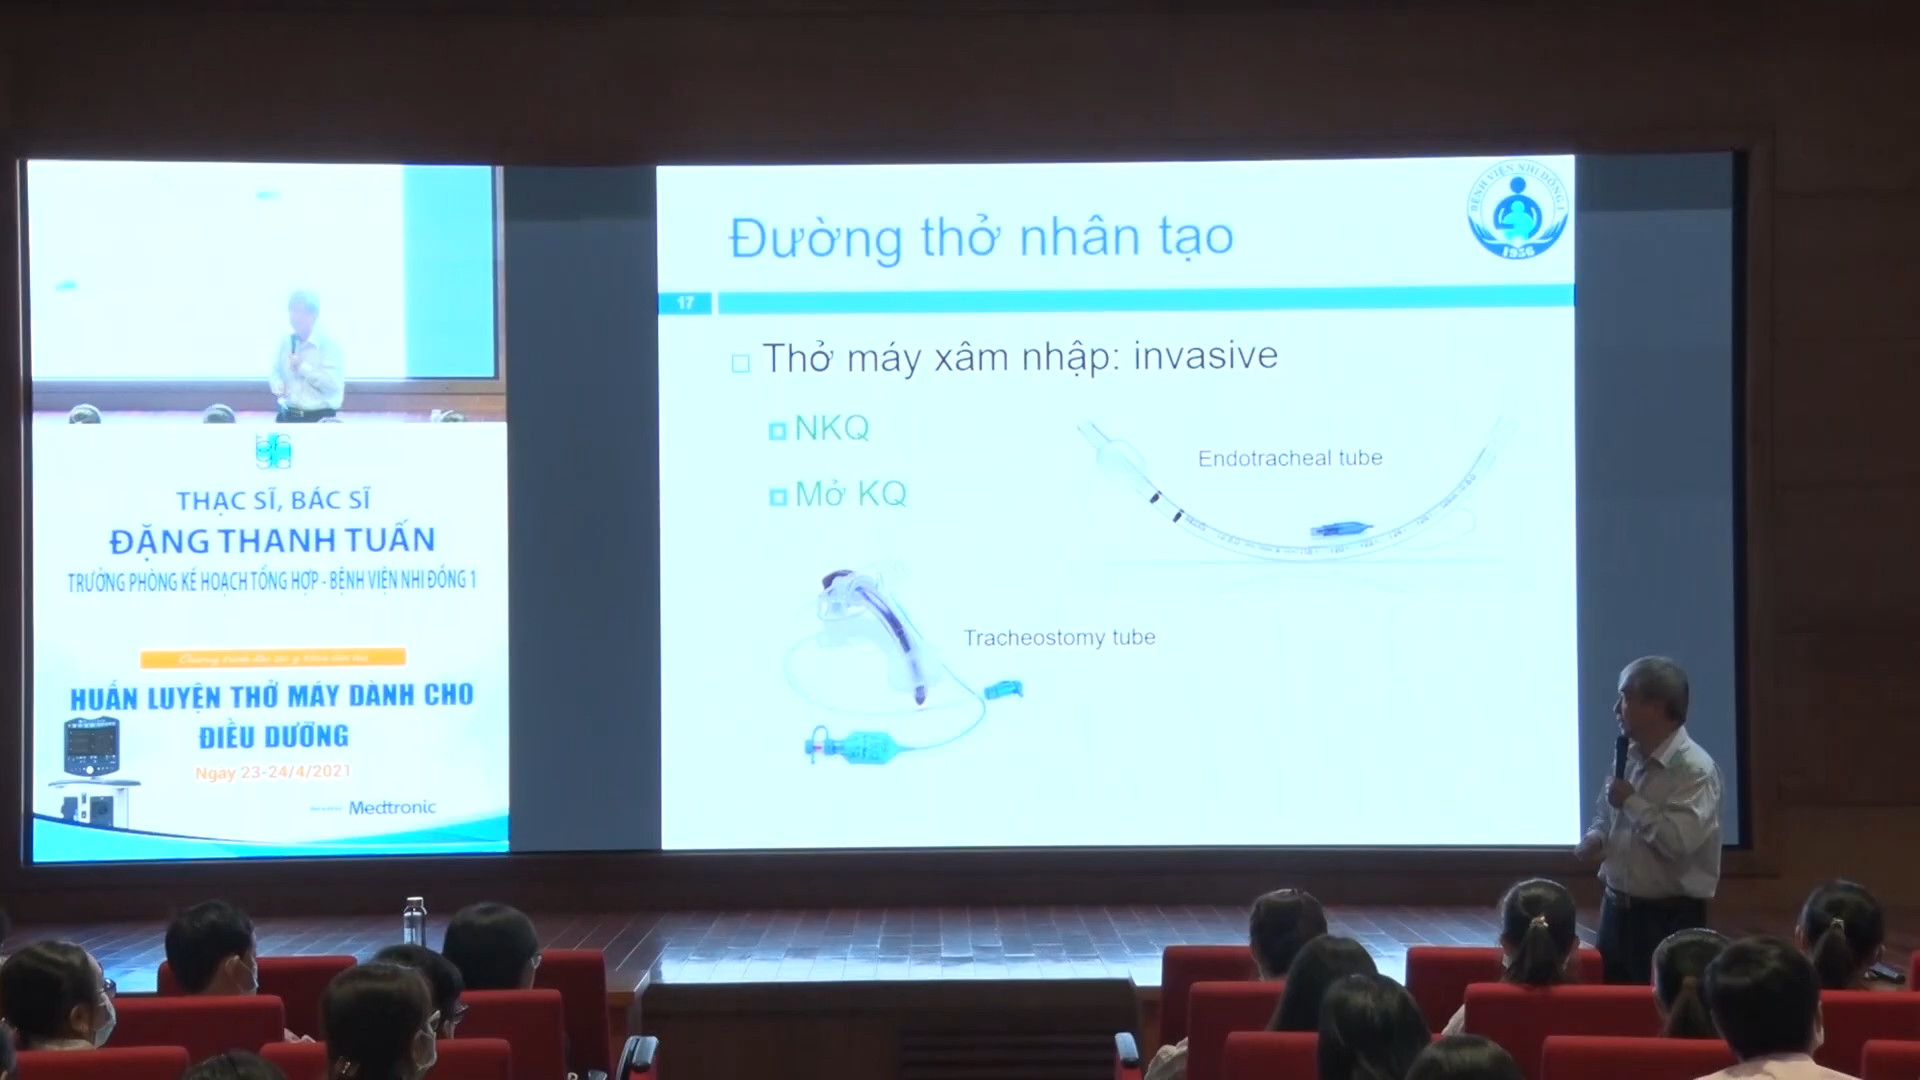 THẠC SĨ, BÁC SĨ
ĐẶNG THANH TUẤN
TRƯỞNG PHÒNG KẾ HOẠCH TỔNG HỢP - BỆNH VIỆN NHI ĐỒNG 1
HUẤN LUYỆN THỞ MÁY DÀNH CHO
ĐIỀU DƯỠNG
Ngày 23-24/4/2021
Medtronic
Đường thở nhân tạo
BỆNH VIỆN NHI ĐỒNG 1
1956
17
Thở máy xâm nhập: invasive
NKQ
Endotracheal tube
Mở KQ
Tracheostomy tube